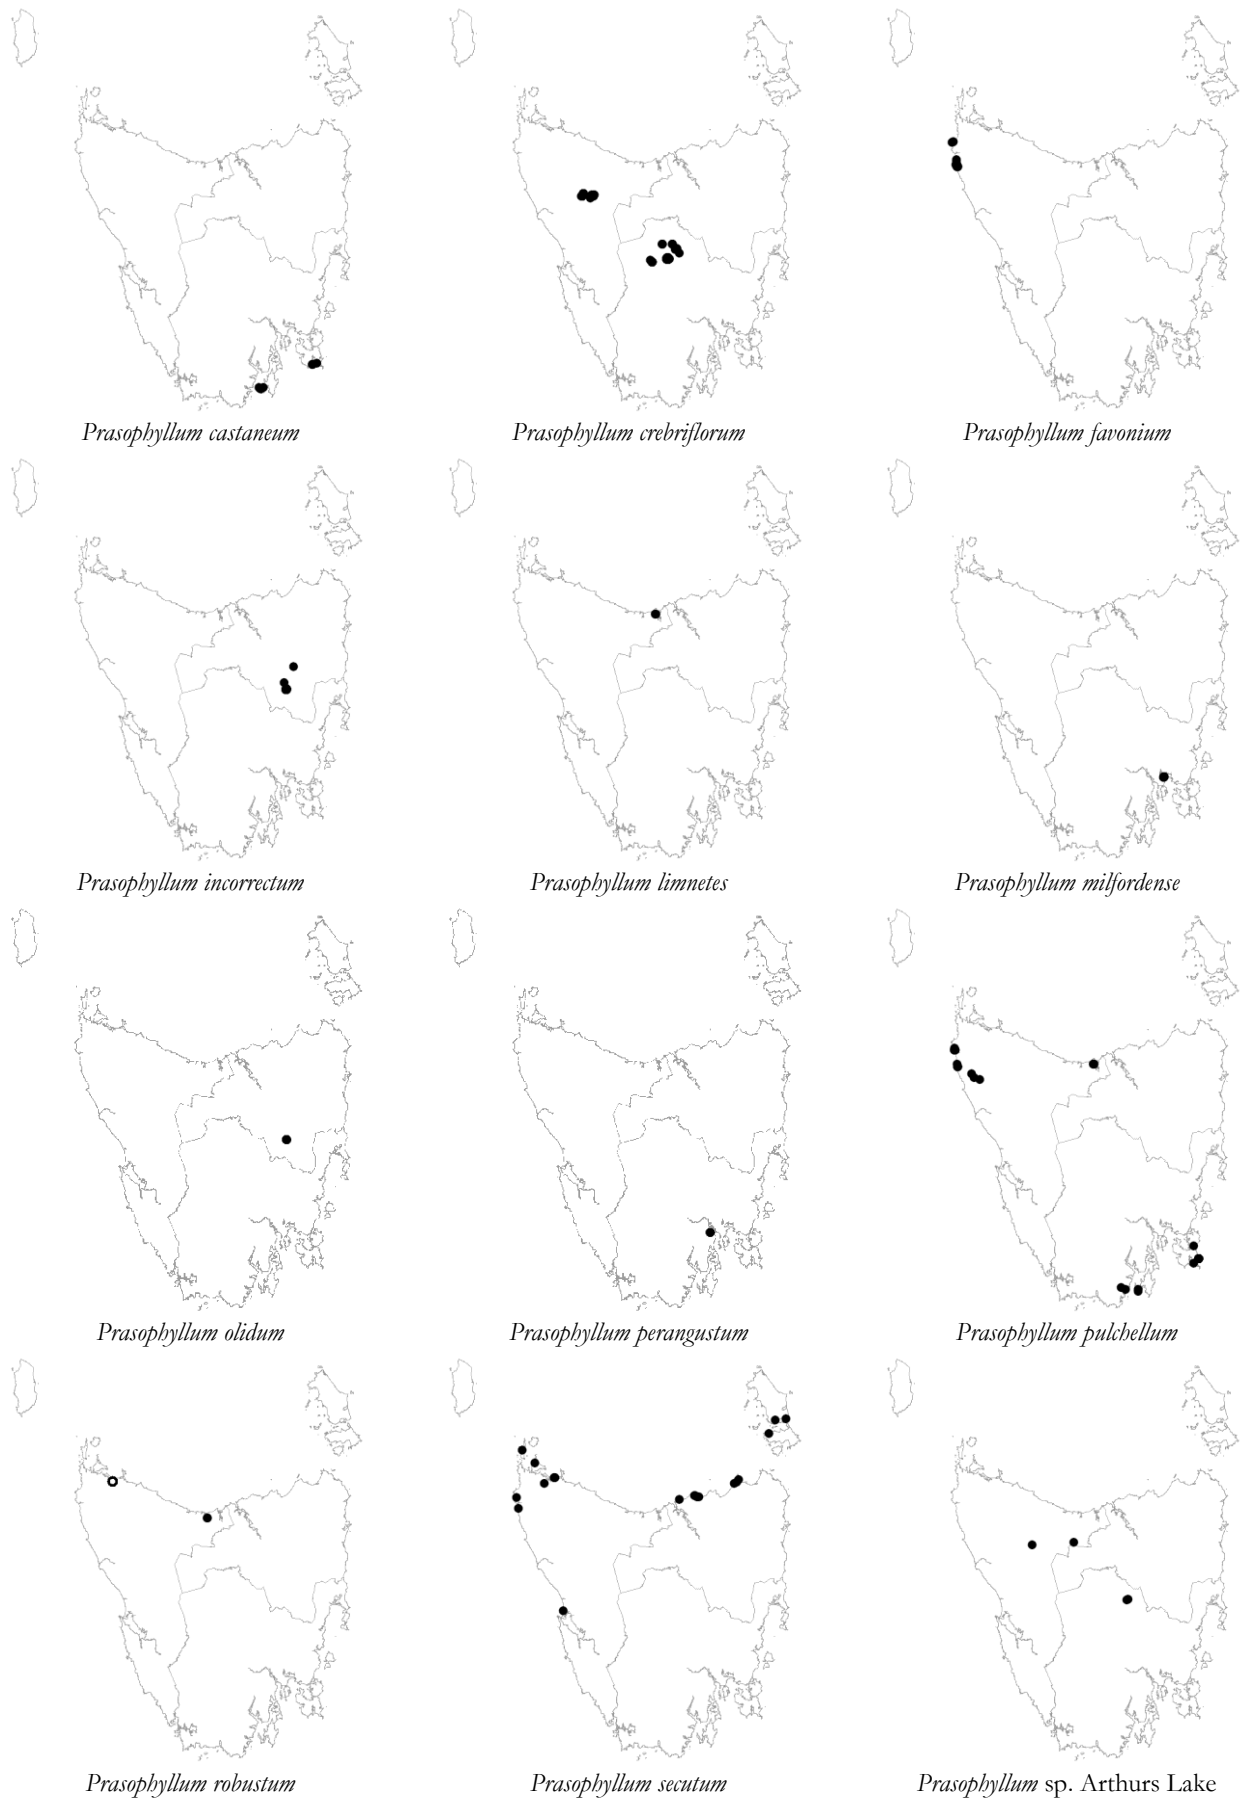 Prasophyllum castaneum
Prasophyllum crebriflorum
Prasophyllum favonium
Prasophyllum incorrectum
Prasophyllum limnetes
Prasophyllum milfordense
Prasophyllum olidum
Prasophyllum perangustum
Prasophyllum pulchellum
Prasophyllum robustum
Prasophyllum secutum
Prasophyllum sp. Arthurs Lake